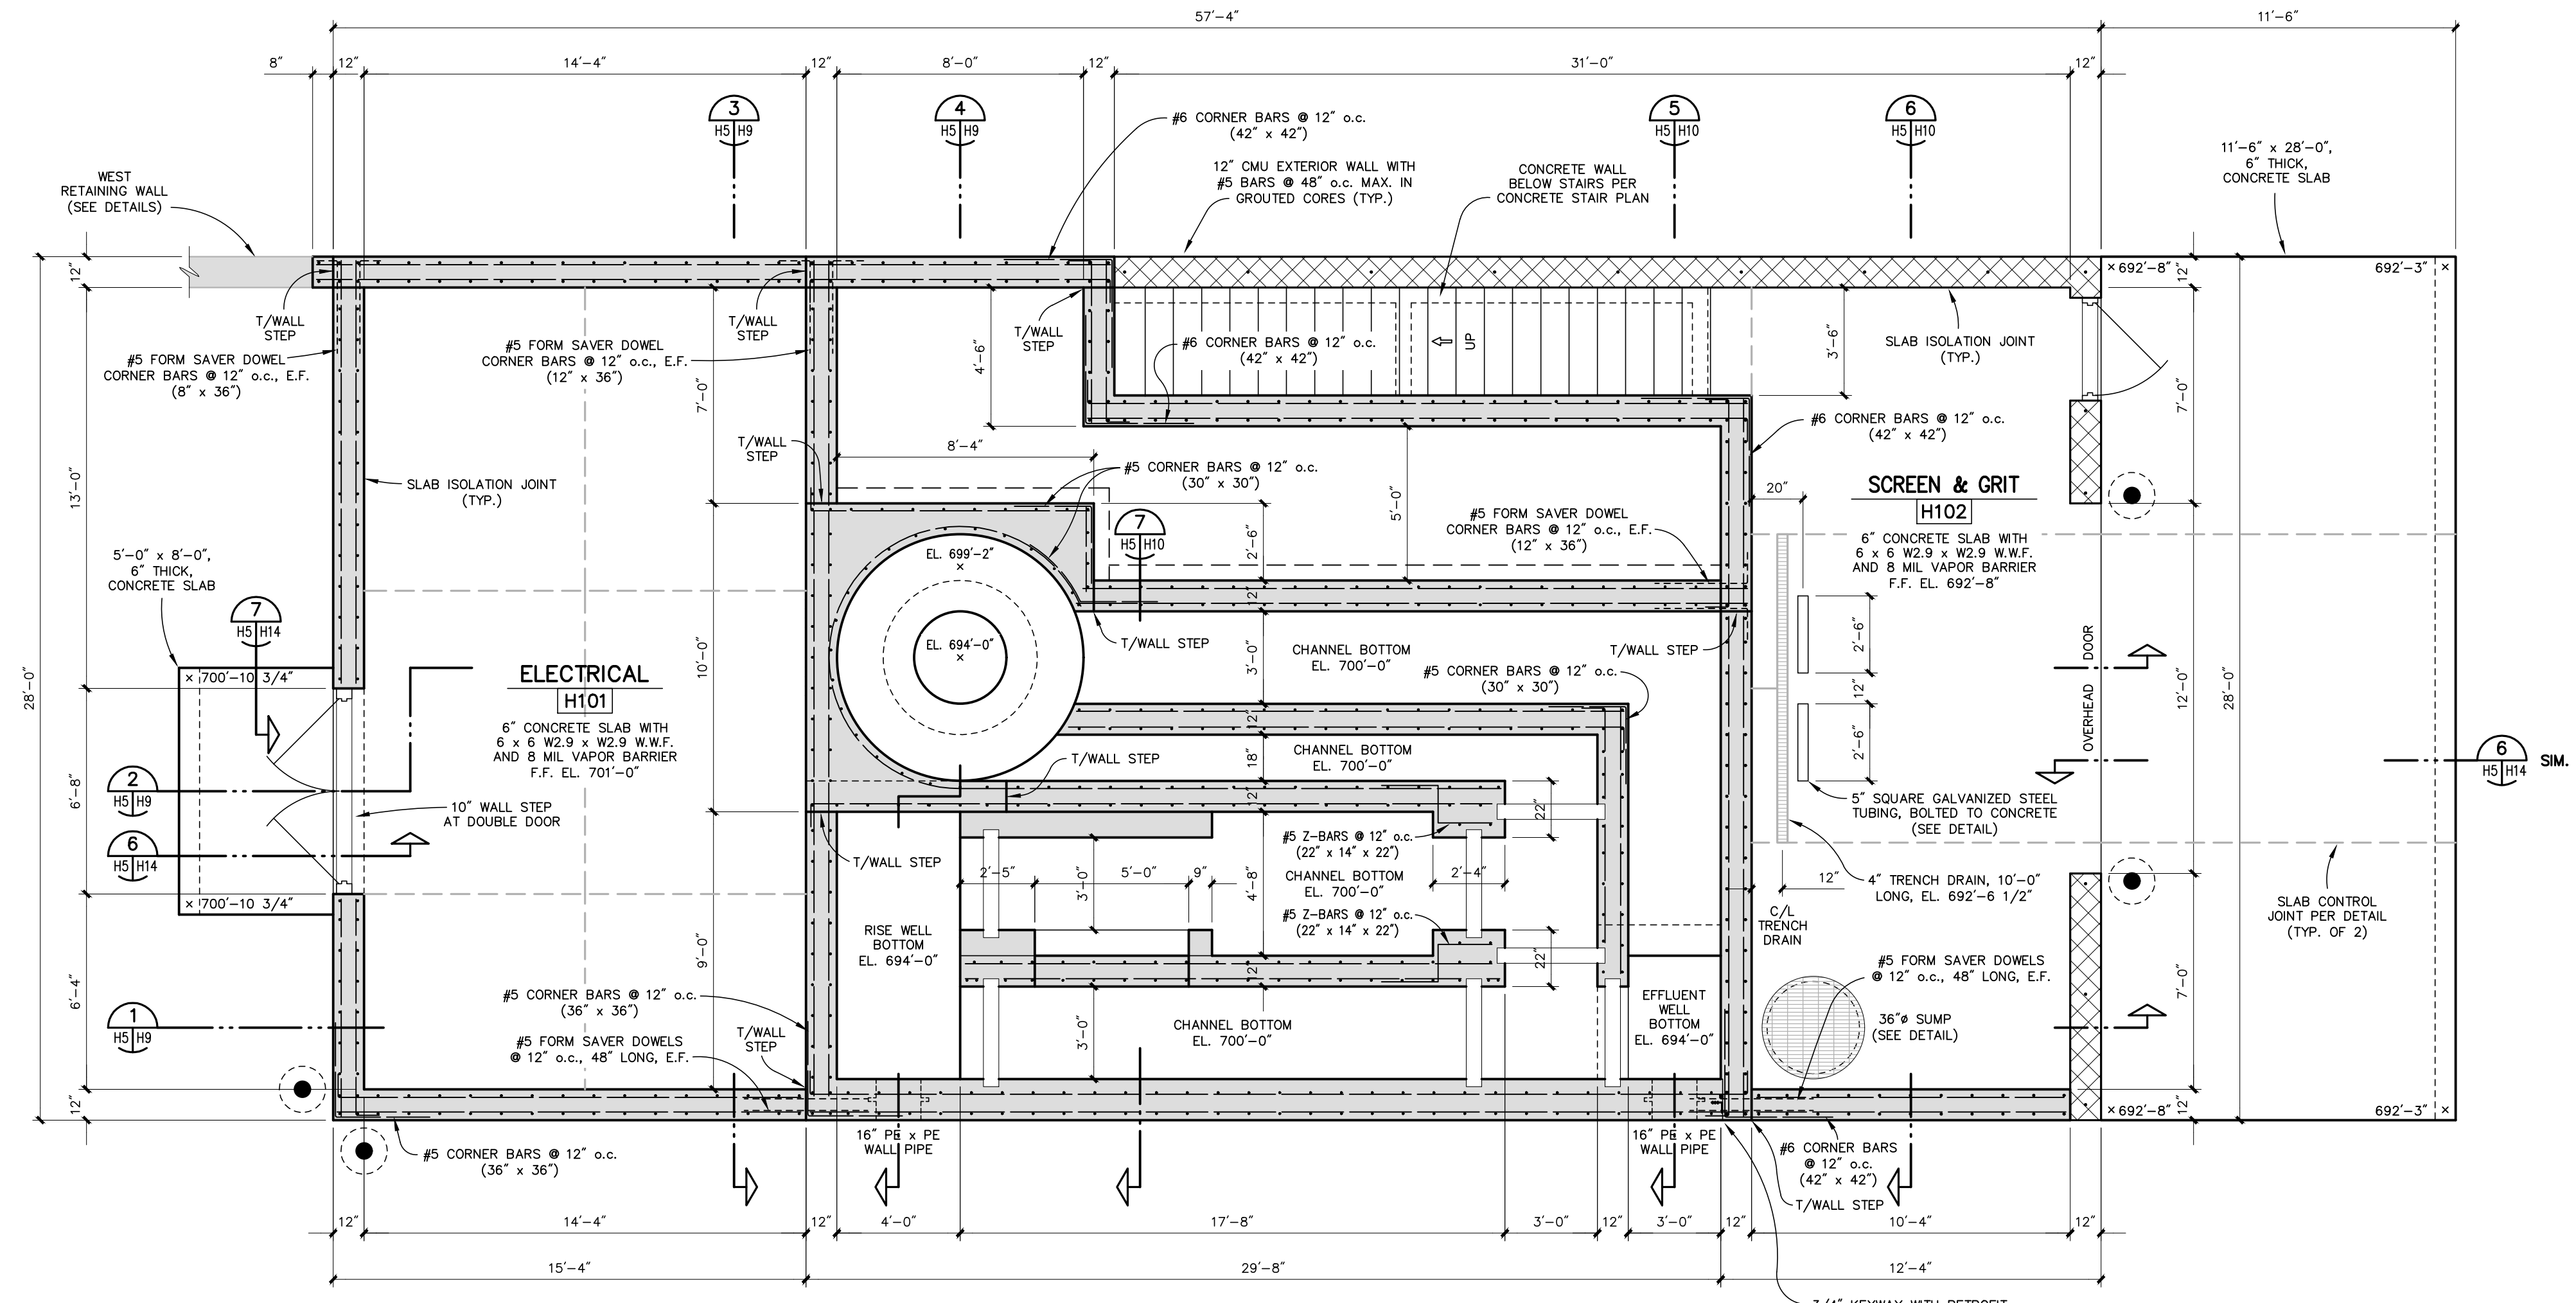 57'-4"
11'-6"
8"
12"
14'-4"
12"
8'-0"
12"
31'-0"
12"
3
H5 H9
4
H5 H9
5
H5 H10
6
H5 H10
#6 CORNER BARS @ 12" o.c.
(42" x 42")
12" CMU EXTERIOR WALL WITH
#5 BARS @ 48" o.c. MAX. IN
GROUTED CORES (TYP.)
CONCRETE WALL
BELOW STAIRS PER
CONCRETE STAIR PLAN
11'-6" x 28'-0",
6" THICK,
CONCRETE SLAB
WEST
RETAINING WALL
(SEE DETAILS)
12"
×692'-8"
12"
692'-3" ×
T/WALL
STEP
T/WALL
STEP
T/WALL
STEP
#5 FORM SAVER DOWEL
CORNER BARS @ 12" o.c., E.F.
(8" x 36")
#5 FORM SAVER DOWEL
CORNER BARS @ 12" o.c., E.F.
(12" x 36")
4'-6"
#6 CORNER BARS @ 12" o.c.
(42" x 42")
UP
3'-6"
SLAB ISOLATION JOINT
(TYP.)
7'-0"
7'-0"
13'-0"
SLAB ISOLATION JOINT
(TYP.)
T/WALL
STEP
8'-4"
#5 CORNER BARS @ 12" o.c.
(30" x 30")
5'-0"
#6 CORNER BARS @ 12" o.c.
(42" x 42")
20"
SCREEN & GRIT
H102
6" CONCRETE SLAB WITH
6 x 6 W2.9 x W2.9 W.W.F.
AND 8 MIL VAPOR BARRIER
F.F. EL. 692'-8"
#5 FORM SAVER DOWEL
CORNER BARS @ 12" o.c., E.F.
(12" x 36")
7
H5 H10
2'-6"
12"
EL. 699'-2"
×
EL. 694'-0"
×
5'-0" x 8'-0",
6" THICK,
CONCRETE SLAB
7
H5 H14
× 700'-10 3/4"
28'-0"
ELECTRICAL
H101
6" CONCRETE SLAB WITH
6 x 6 W2.9 x W2.9 W.W.F.
AND 8 MIL VAPOR BARRIER
F.F. EL. 701'-0"
10'-0"
T/WALL STEP
3'-0"
CHANNEL BOTTOM
EL. 700'-0"
T/WALL STEP
#5 CORNER BARS @ 12" o.c.
(30" x 30")
2'-6"
12"
2'-6"
OVERHEAD DOOR
12'-0"
28'-0"
12"
18"
CHANNEL BOTTOM
EL. 700'-0"
T/WALL STEP
12"
2
H5 H9
6'-8"
10" WALL STEP
AT DOUBLE DOOR
6
H5 H14
6
H5 H14
SIM.
5" SQUARE GALVANIZED STEEL
TUBING, BOLTED TO CONCRETE
(SEE DETAIL)
22"
#5 Z-BARS @ 12" o.c.
(22" x 14" x 22")
T/WALL STEP
2'-5"
3'-0"
5'-0"
9"
4'-8"
CHANNEL BOTTOM
EL. 700'-0"
2'-4"
12"
4" TRENCH DRAIN, 10'-0"
LONG, EL. 692'-6 1/2"
C/L
TRENCH
DRAIN
× 700'-10 3/4"
#5 Z-BARS @ 12" o.c.
(22" x 14" x 22")
SLAB CONTROL
JOINT PER DETAIL
(TYP. OF 2)
RISE WELL
BOTTOM
EL. 694'-0"
9'-0"
12"
22"
#5 FORM SAVER DOWELS
@ 12" o.c., 48" LONG, E.F.
6'-4"
7'-0"
#5 CORNER BARS @ 12" o.c.
(36" x 36")
#5 FORM SAVER DOWELS
@ 12" o.c., 48" LONG, E.F.
T/WALL
STEP
1
H5 H9
3'-0"
CHANNEL BOTTOM
EL. 700'-0"
EFFLUENT
WELL
BOTTOM
EL. 694'-0"
36"ø SUMP
(SEE DETAIL)
12"
×692'-8"
12"
692'-3" ×
#5 CORNER BARS @ 12" o.c.
(36" x 36")
16" PE x PE
WALL PIPE
16" PE x PE
WALL PIPE
#6 CORNER BARS
@ 12" o.c.
(42" x 42")
T/WALL STEP
12"
14'-4"
12"
4'-0"
17'-8"
3'-0"
12"
3'-0"
12"
10'-4"
12"
15'-4"
29'-8"
12'-4"
3/4" KEYWAY WITH RETROFIT